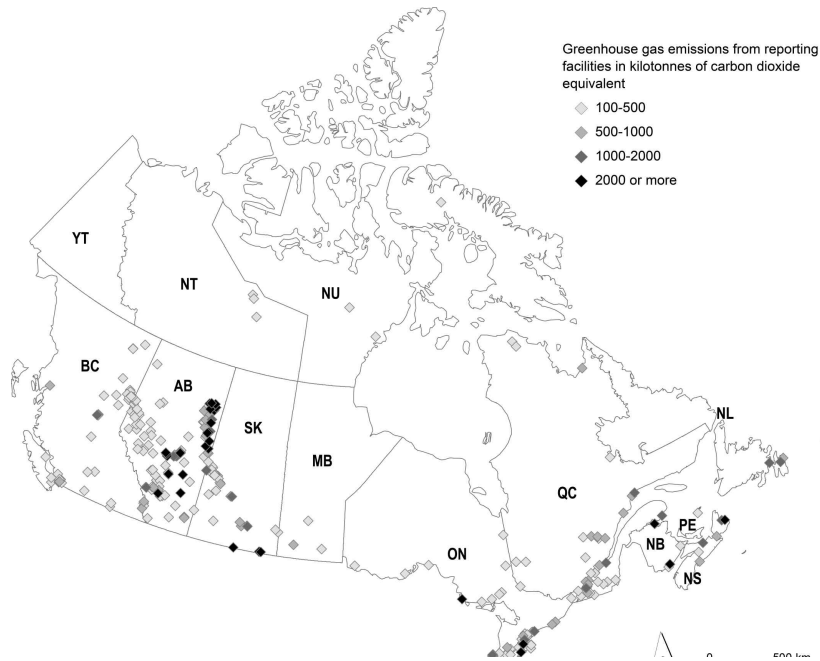 Greenhouse gas emissions from reporting
facilities in kilotonnes of carbon dioxide
equivalent
100-500
500-1000
1000-2000
2000 or more
YT
NT
NU
BC
AB
SK
MB
NL
QC
PE
ON
NB
NS
0 500 km